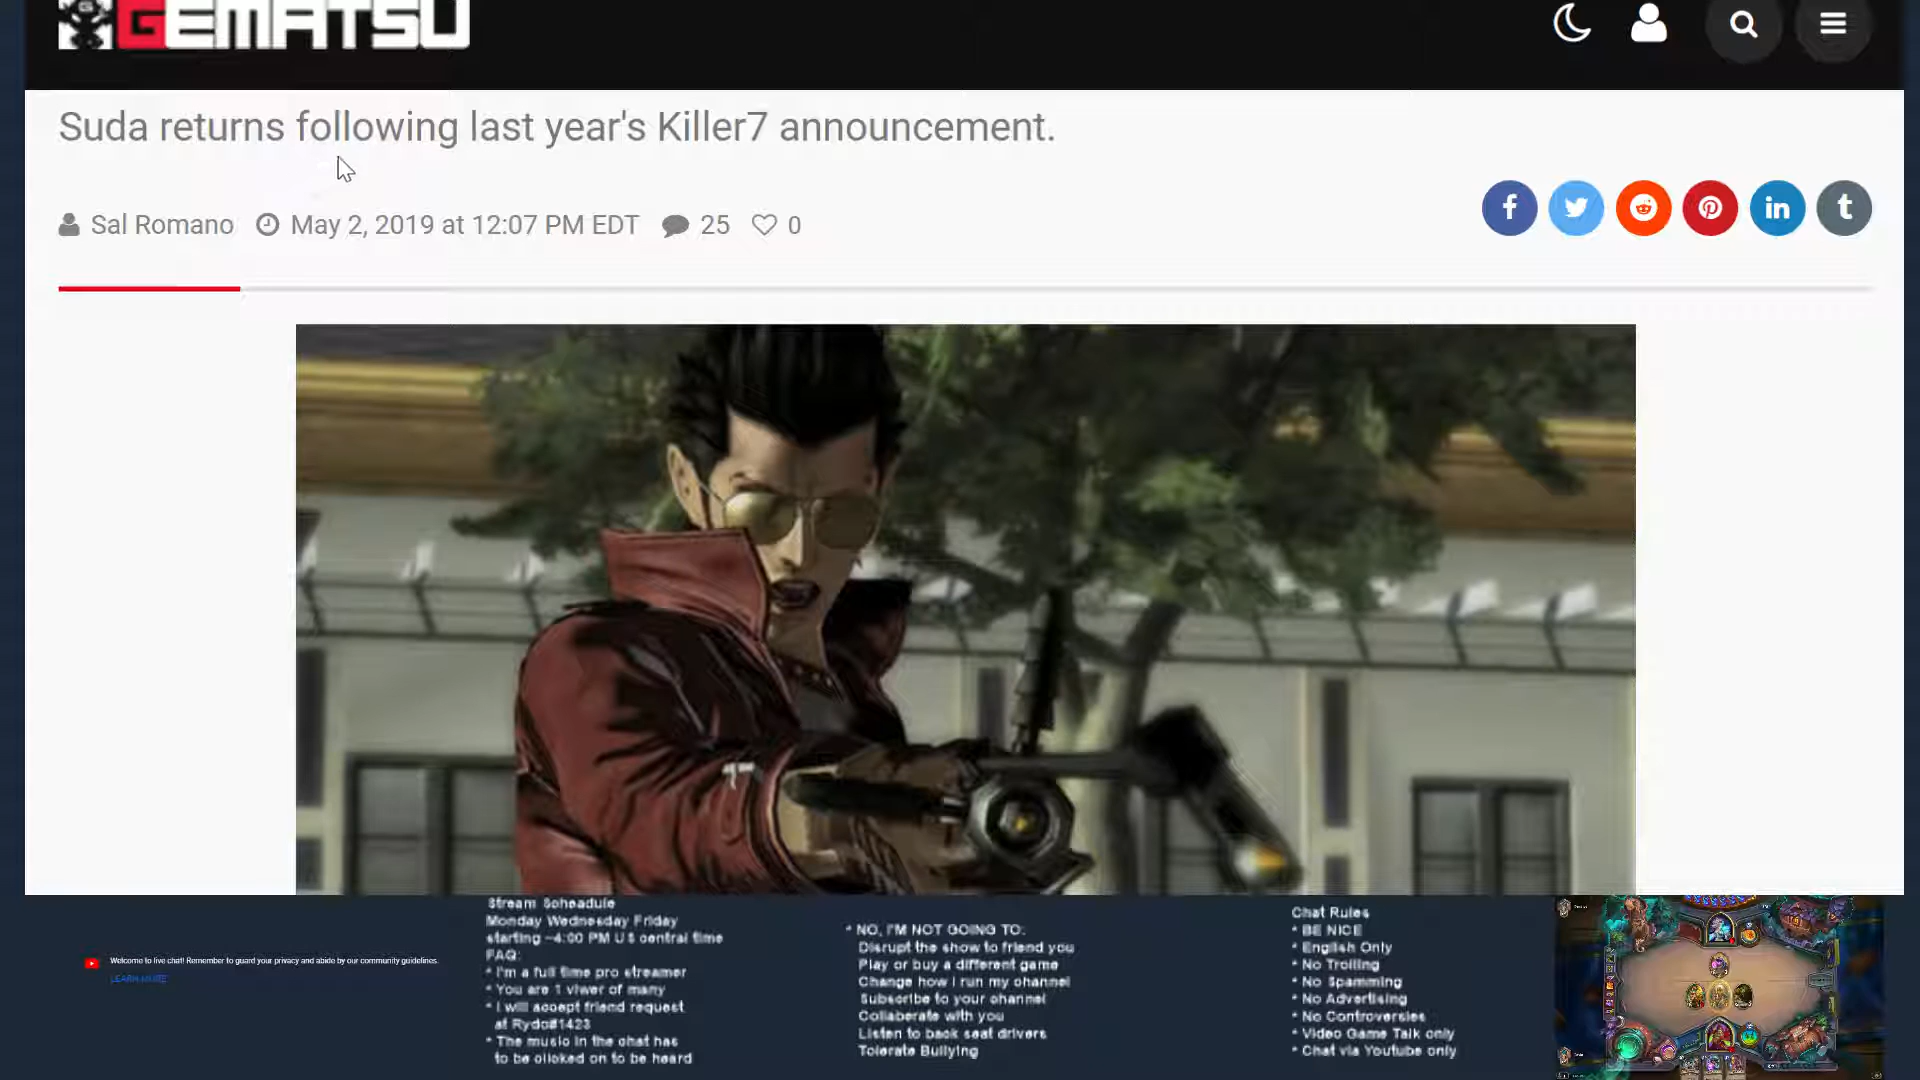 GEMATSU
Suda returns following last year's Killer7 announcement.
Sal Romano May 2, 2019 at 12:07 PM EDT 25 0
Stream Soheadule
Monday Wednesday Friday
starting ~4:00 PM US central time
FAQ:
* I'm a full time pro streamer
* You are 1 viwer of many
* I will accept friend request
at Rydo#1423
* The music in the chat has
to be clicked on to be heard
Welcome to live chat! Remember to guard your privacy and abide by our community guidelines.
LEARN MORE
* NO, I'M NOT GOING TO:
Disrupt the show to friend you
Play or buy a different game
Change how I run my channel
Subscribe to your channel
Collaberate with you
Listen to back seat drivers
Tolerate Bullying
Chat Rules
* BE NICE
* English Only
* No Trolling
* No Spamming
* No Advertising
* No Controversies
* Video Game Talk only
* Chat via Youtube only